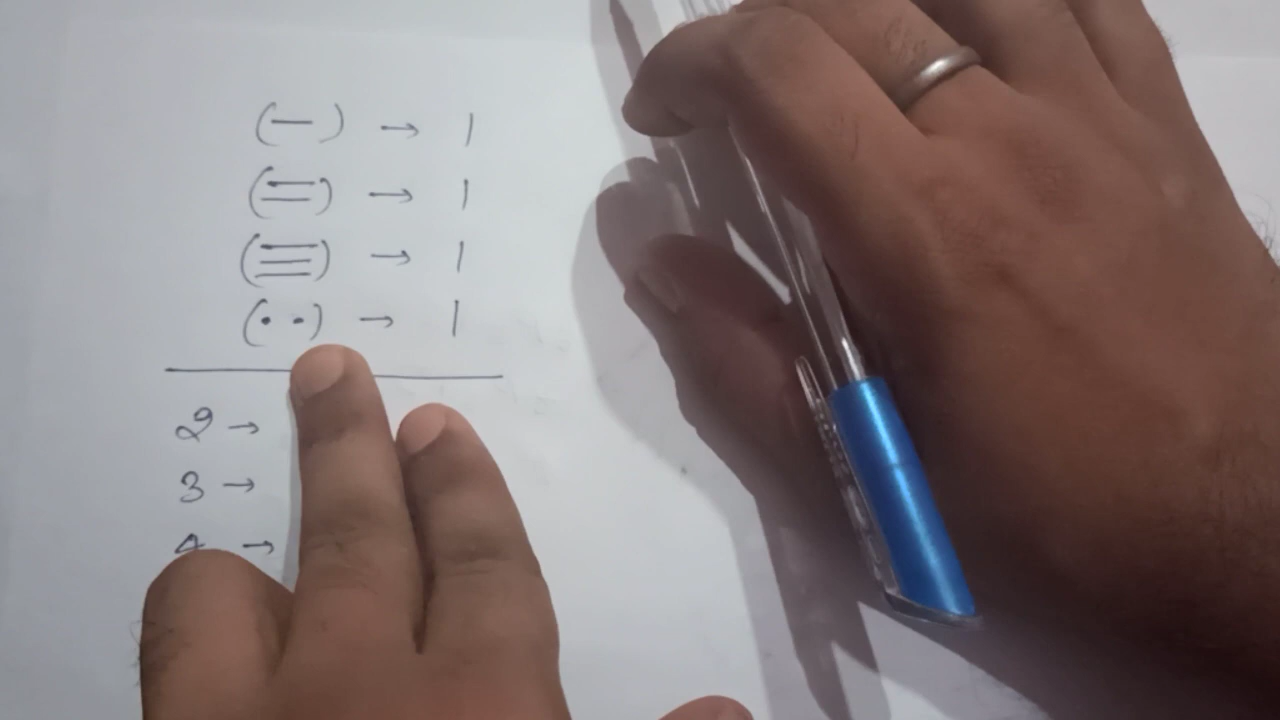 (—) → 1
(=) → 1
(≡) → 1
(• •) → 1
2 →
3 →
4 →